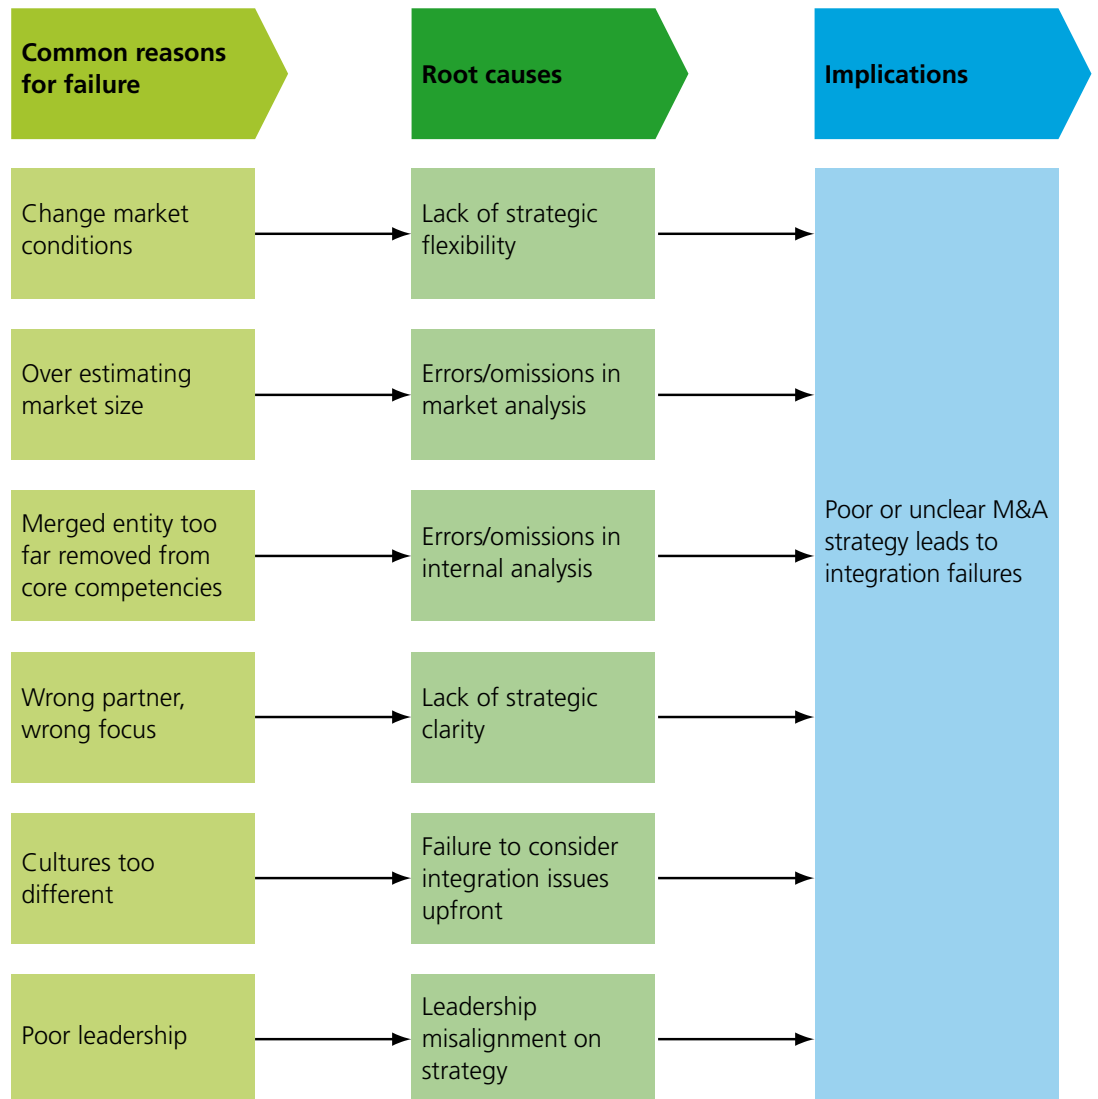 Common reasons
for failure
Root causes
Implications
Change market
conditions
Lack of strategic
flexibility
Over estimating
market size
Errors/omissions in
market analysis
Merged entity too
far removed from
core competencies
Errors/omissions in
internal analysis
Poor or unclear M&A
strategy leads to
integration failures
Wrong partner,
wrong focus
Lack of strategic
clarity
Cultures too
different
Failure to consider
integration issues
upfront
Poor leadership
Leadership
misalignment on
strategy